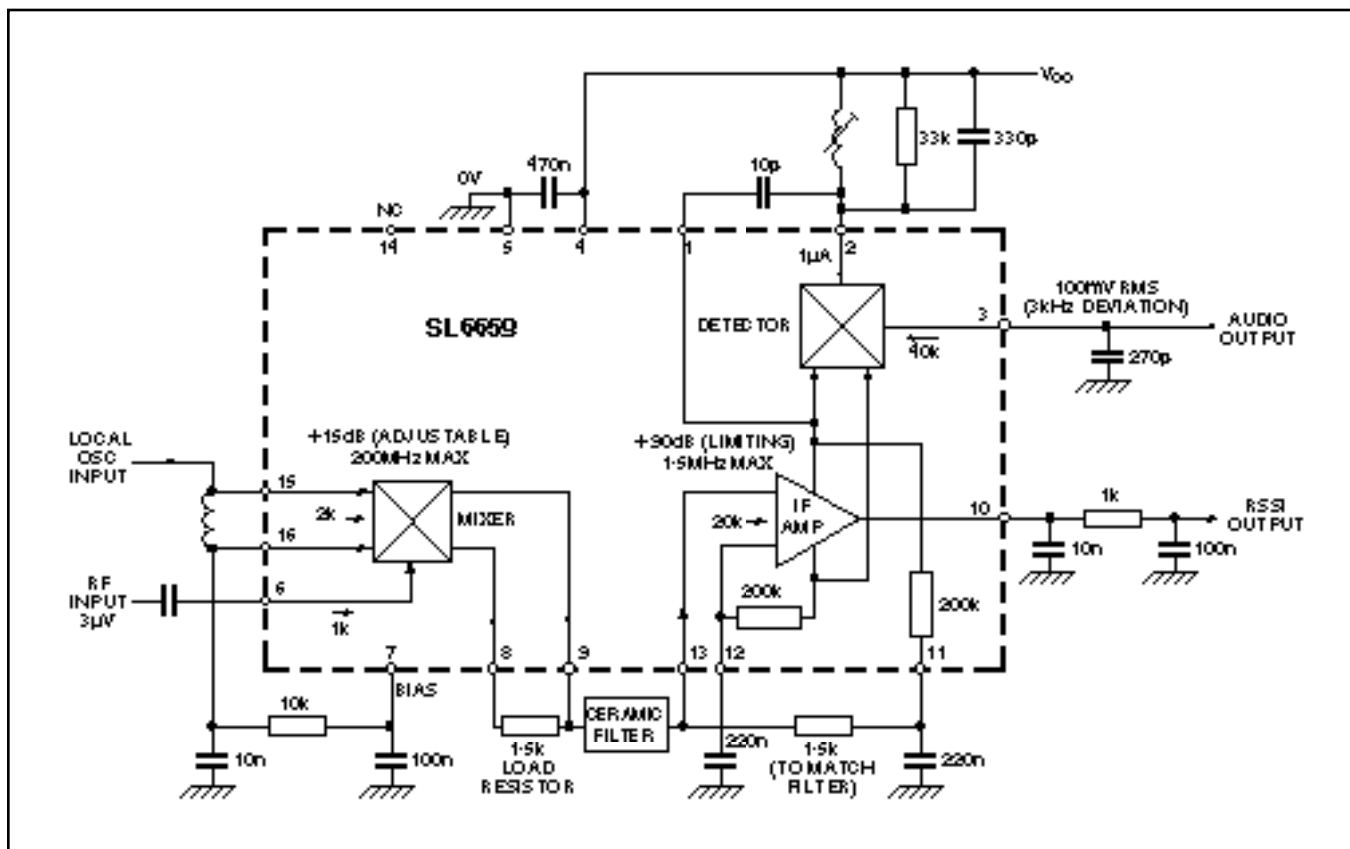 V₀₀
33k
330p
10p
470n
0V
NC
14
5
4
1
2
1µA
DETECTOR
3
40k
100mV RMS
(3kHz DEVIATION)
AUDIO
OUTPUT
270p
SL6659
LOCAL
OSC
INPUT
+15dB (ADJUSTABLE)
200MHz MAX
15
2k
16
MIXER
+90dB (LIMITING)
1·5MHz MAX
20k
IF
AMP
10
1k
RSSI
OUTPUT
10n
100n
RF
INPUT
3µV
6
1k
200k
200k
7
BIAS
8
9
13
12
11
10k
10n
100n
1·5k
LOAD
RESISTOR
CERAMIC
FILTER
220n
1·5k
(TO MATCH
FILTER)
220n